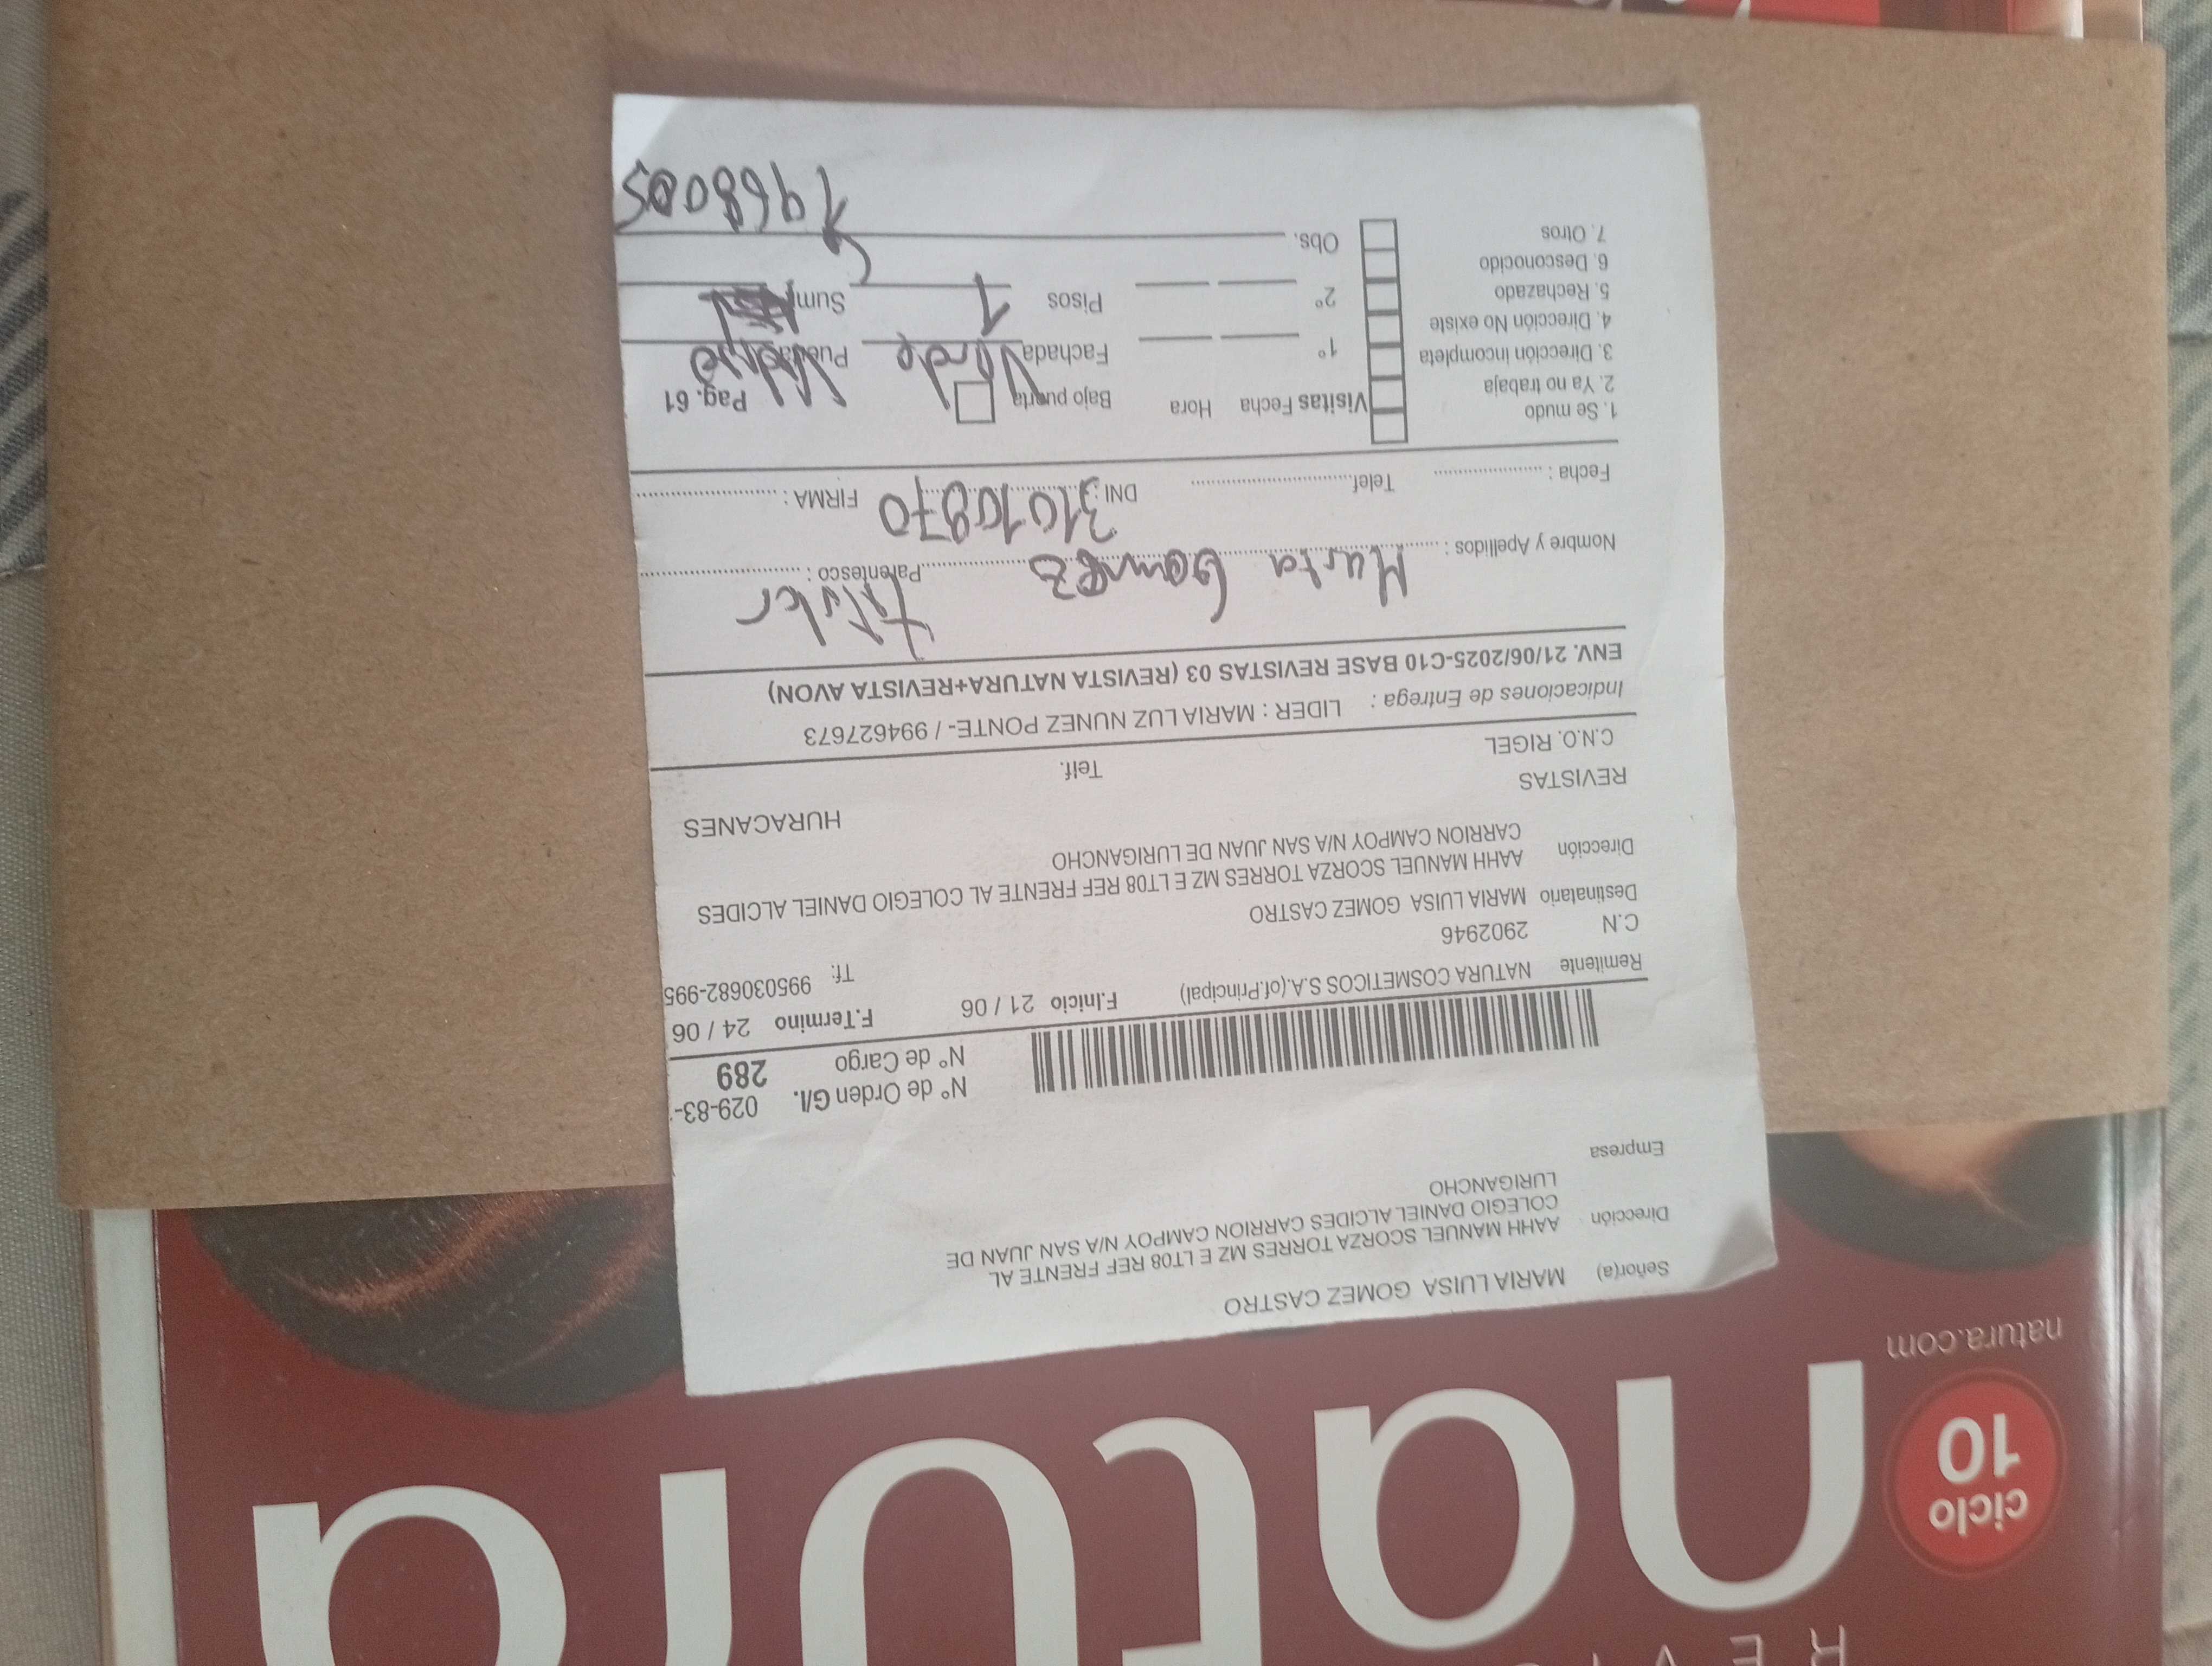 REVIS
natura
ciclo
10
natura.com
Señor(a) MARIA LUISA GOMEZ CASTRO
Dirección AAHH MANUEL SCORZA TORRES MZ E LT08 REF FRENTE AL
COLEGIO DANIEL ALCIDES CARRION CAMPOY N/A SAN JUAN DE
LURIGANCHO
Empresa
N° de Orden G/I. 029-83-
N° de Cargo 289
F.Inicio 21 / 06 F.Termino 24 / 06
Remitente NATURA COSMETICOS S.A.(of.Principal) Tf: 995030682-995
C.N 2902946
Destinatario MARIA LUISA GOMEZ CASTRO
Dirección AAHH MANUEL SCORZA TORRES MZ E LT08 REF FRENTE AL COLEGIO DANIEL ALCIDES
CARRION CAMPOY N/A SAN JUAN DE LURIGANCHO
HURACANES
REVISTAS Telf.
C.N.O. RIGEL
Indicaciones de Entrega : LIDER : MARIA LUZ NUNEZ PONTE- / 994627673
ENV. 21/06/2025-C10 BASE REVISTAS 03 (REVISTA NATURA+REVISTA AVON)
Nombre y Apellidos : Gomez Parentesco : Titular
Fecha : Telef. DNI : FIRMA :
1. Se mudo
2. Ya no trabaja
3. Dirección incompleta
4. Dirección No existe
5. Rechazado
6. Desconocido
7. Otros
Visitas Fecha Hora Bajo puerta Pag. 61
1° Fachada Verde Puerta
2° Pisos 1 Sum
Obs.
1968005